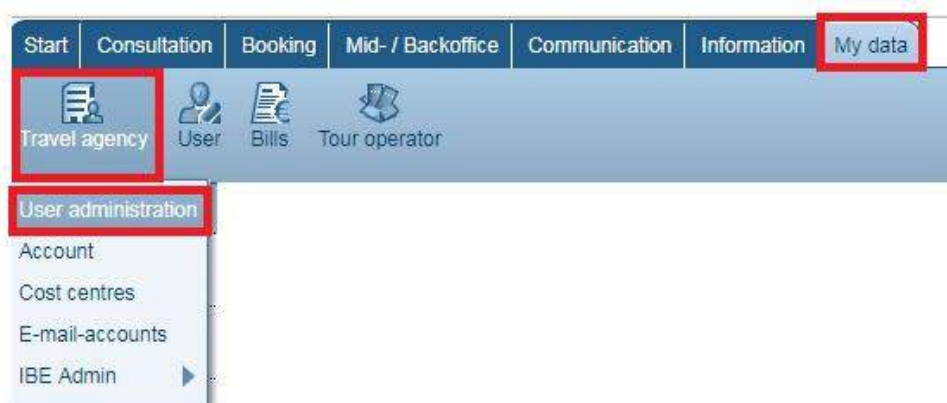 Start Consultation Booking Mid- / Backoffice Communication Information My data
Travel agency User Bills Tour operator
User administration
Account
Cost centres
E-mail-accounts
IBE Admin